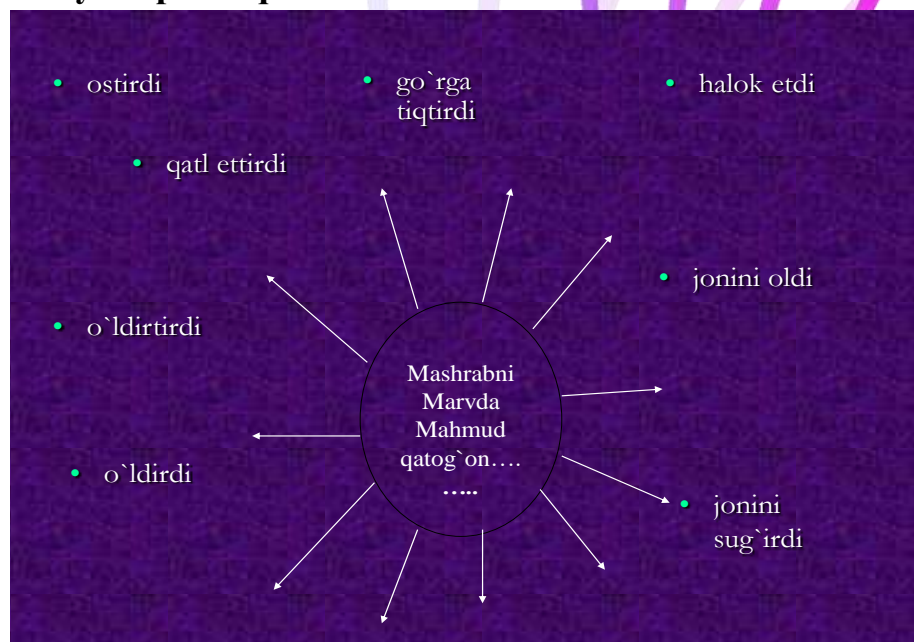 • ostirdi
• go`rga
tiqtirdi
• halok etdi
• qatl ettirdi
• jonini oldi
• o`ldirtirdi
Mashrabni
Marvda
Mahmud
qatog`on….
…..
• o`ldirdi
• jonini
sug`irdi